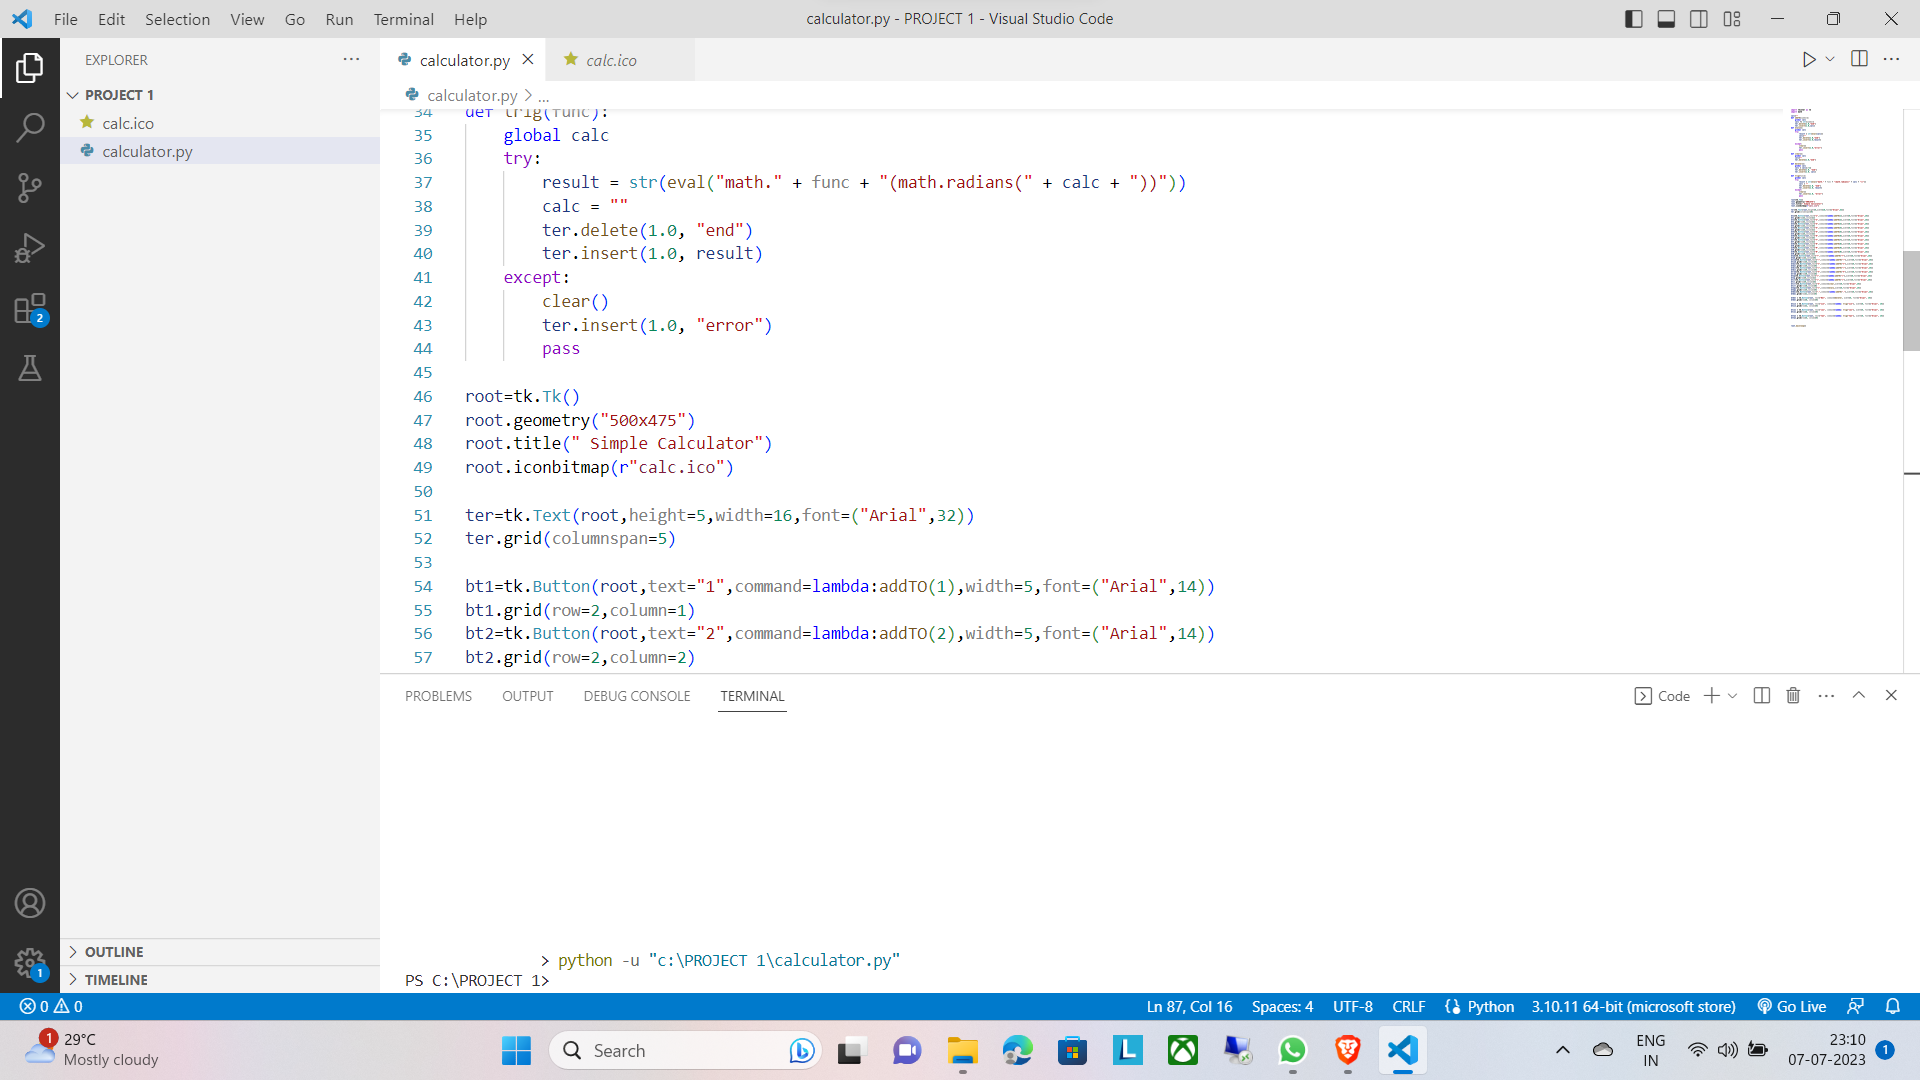 File Edit Selection View Go Run Terminal Help
calculator.py - PROJECT 1 - Visual Studio Code
EXPLORER
PROJECT 1
calc.ico
calculator.py
OUTLINE
TIMELINE
calculator.py
calc.ico
calculator.py > ...
34 def trig(func):
35 global calc
36 try:
37 result = str(eval("math." + func + "(math.radians(" + calc + "))"))
38 calc = ""
39 ter.delete(1.0, "end")
40 ter.insert(1.0, result)
41 except:
42 clear()
43 ter.insert(1.0, "error")
44 pass
45
46 root=tk.Tk()
47 root.geometry("500x475")
48 root.title(" Simple Calculator")
49 root.iconbitmap(r"calc.ico")
50
51 ter=tk.Text(root,height=5,width=16,font=("Arial",32))
52 ter.grid(columnspan=5)
53
54 bt1=tk.Button(root,text="1",command=lambda:addTO(1),width=5,font=("Arial",14))
55 bt1.grid(row=2,column=1)
56 bt2=tk.Button(root,text="2",command=lambda:addTO(2),width=5,font=("Arial",14))
57 bt2.grid(row=2,column=2)
PROBLEMS OUTPUT DEBUG CONSOLE TERMINAL
Code
> python -u "c:\PROJECT 1\calculator.py"
PS C:\PROJECT 1>
2
1
0 0
Ln 87, Col 16 Spaces: 4 UTF-8 CRLF Python 3.10.11 64-bit (microsoft store) Go Live
1
29°C
Mostly cloudy
Search
ENG
IN
23:10
07-07-2023
1